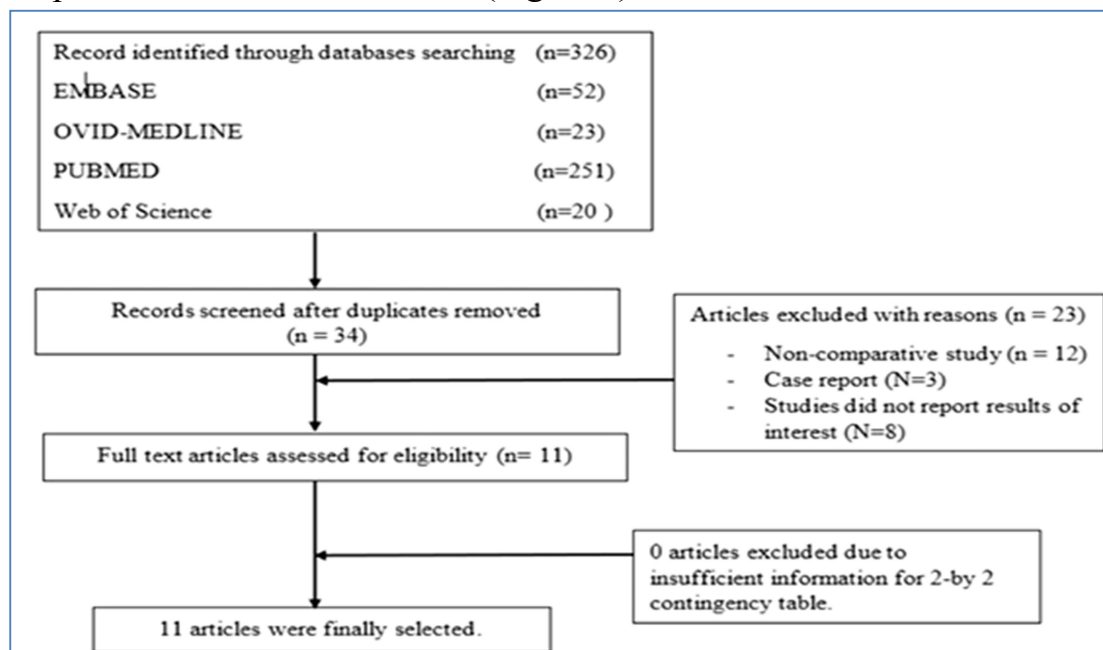 Record identified through databases searching (n=326)
EMBASE (n=52)
OVID-MEDLINE (n=23)
PUBMED (n=251)
Web of Science (n=20 )
Records screened after duplicates removed
(n = 34)
Articles excluded with reasons (n = 23)
- Non-comparative study (n = 12)
- Case report (N=3)
- Studies did not report results of
interest (N=8)
Full text articles assessed for eligibility (n= 11)
0 articles excluded due to
insufficient information for 2-by 2
contingency table.
11 articles were finally selected.